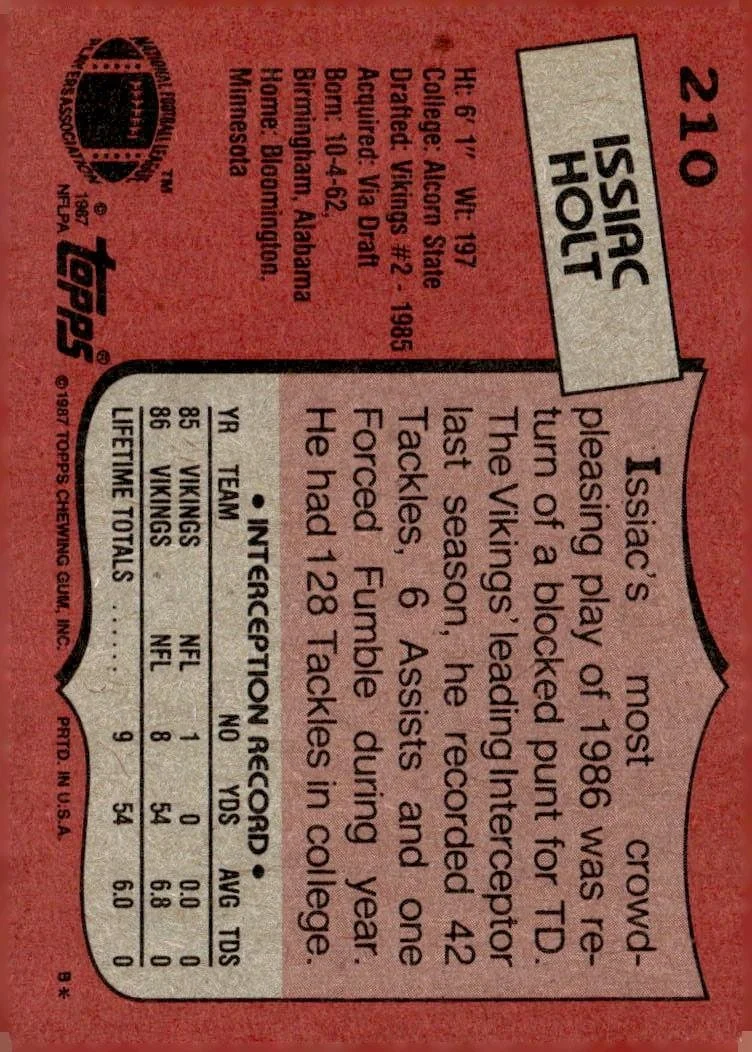 210
ISSIAC
HOLT
Ht: 6' 1" Wt: 197
College: Alcorn State
Drafted: Vikings #2 - 1985
Acquired: Via Draft
Born: 10-4-62,
Birmingham, Alabama
Home: Bloomington,
Minnesota
NATIONAL FOOTBALL LEAGUE
PLAYERS ASSOCIATION
TM
© 1987
NFLPA
topps®
Issiac's most crowd-
pleasing play of 1986 was re-
turn of a blocked punt for TD.
The Vikings' leading Interceptor
last season, he recorded 42
Tackles, 6 Assists and one
Forced Fumble during year.
He had 128 Tackles in college.
• INTERCEPTION RECORD •
YR TEAM NO YDS AVG TDS
85 VIKINGS NFL 1 0 0.0 0
86 VIKINGS NFL 8 54 6.8 0
LIFETIME TOTALS ...... 9 54 6.0 0
©1987 TOPPS CHEWING GUM, INC. PRTD. IN U.S.A. B*